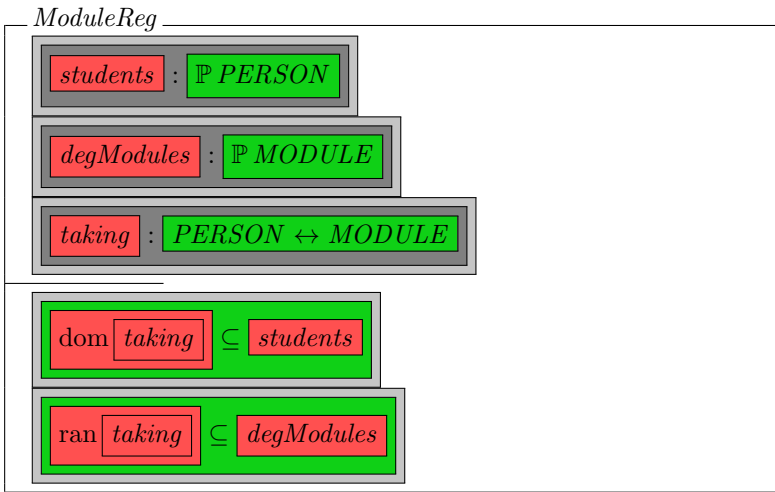 ModuleReg
students : ℙ PERSON
degModules : ℙ MODULE
taking : PERSON ↔ MODULE
dom taking ⊆ students
ran taking ⊆ degModules